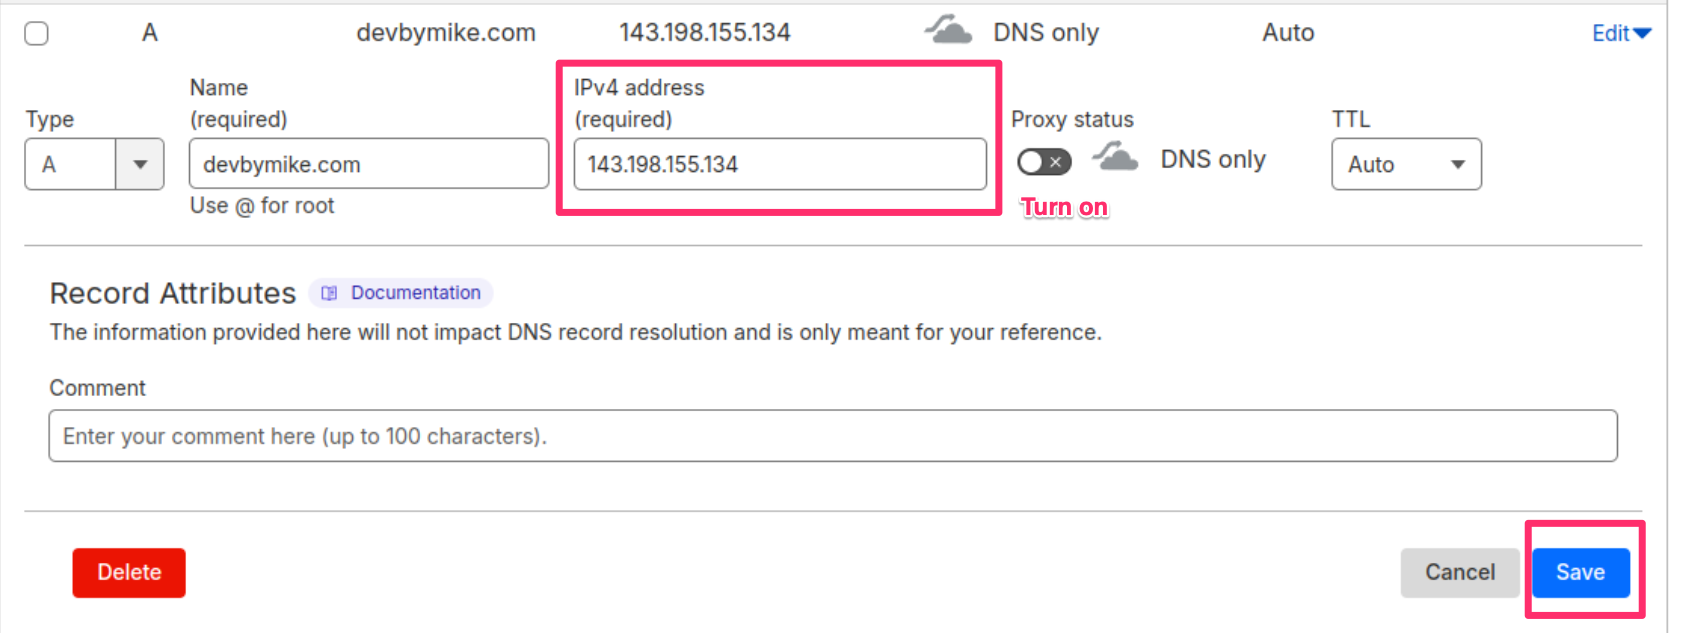 A devbymike.com 143.198.155.134 DNS only Auto Edit
Type
Name
(required)
IPv4 address
(required)
Proxy status
TTL
A
devbymike.com
143.198.155.134
DNS only
Auto
Use @ for root
Turn on
Record Attributes Documentation
The information provided here will not impact DNS record resolution and is only meant for your reference.
Comment
Enter your comment here (up to 100 characters).
Delete Cancel Save